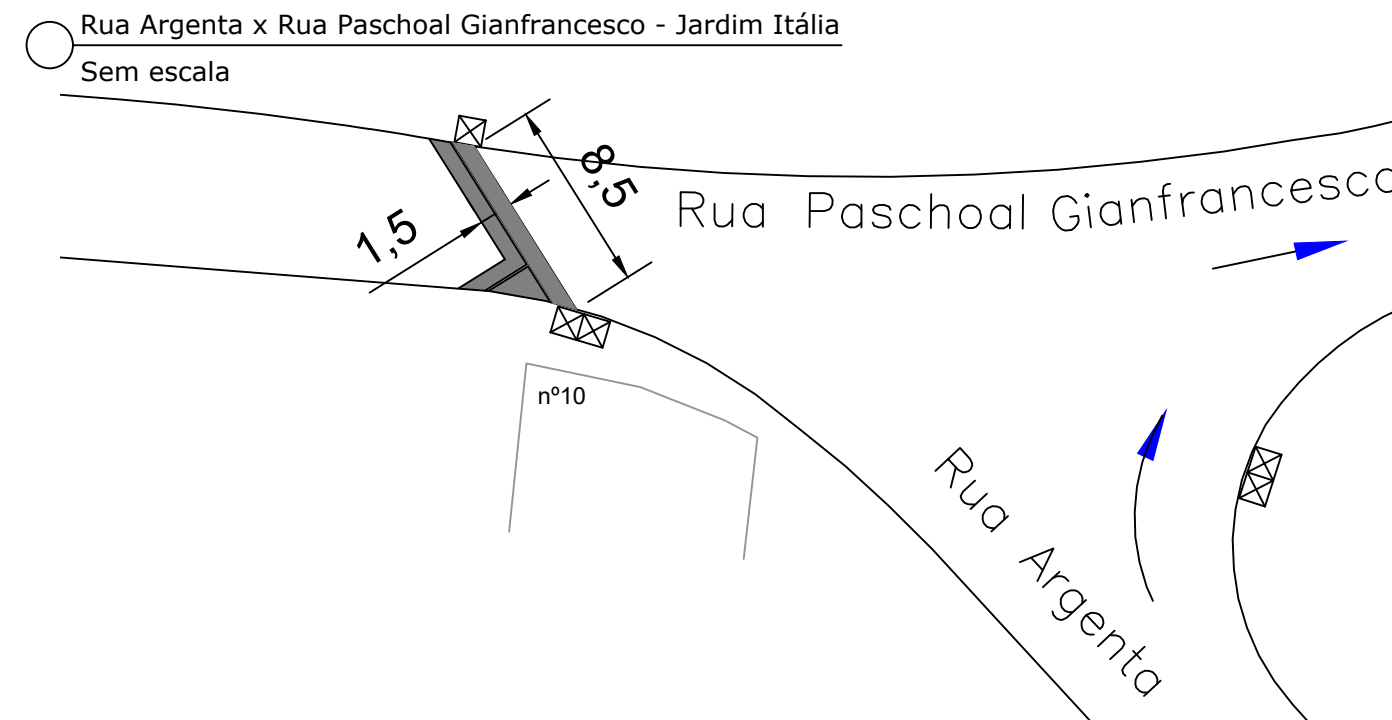 Rua Argenta x Rua Paschoal Gianfrancesco - Jardim Itália
Sem escala
8,5
1,5
Rua Paschoal Gianfrancesco
nº10
Rua Argenta